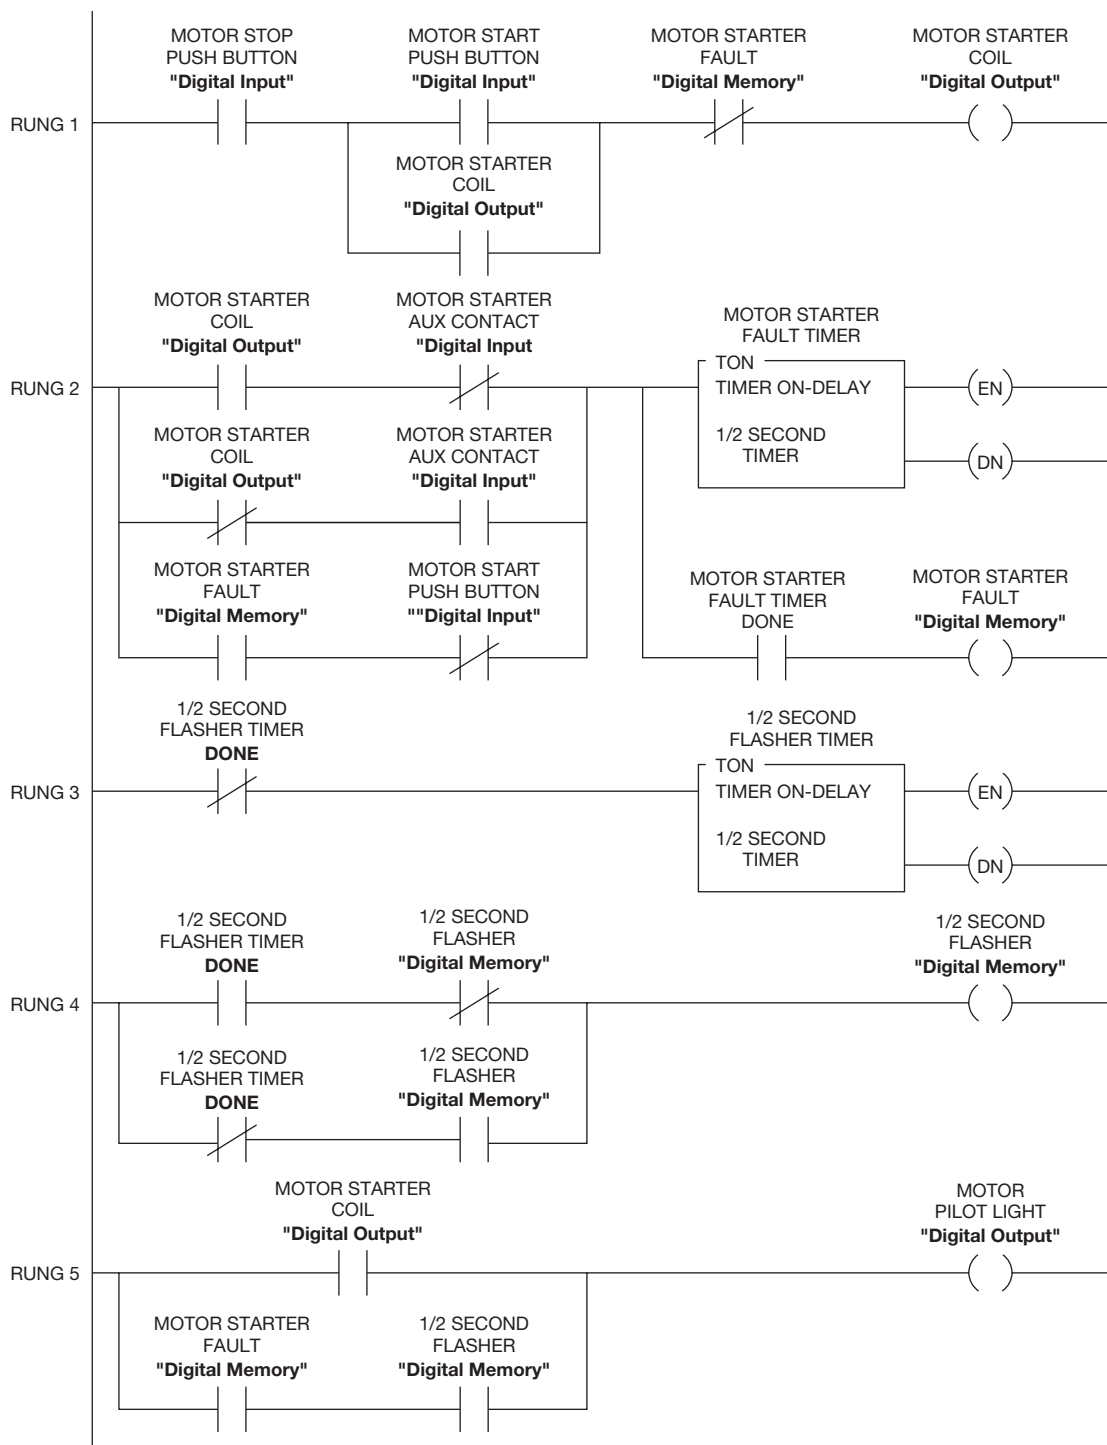 MOTOR STOP
PUSH BUTTON
"Digital Input"
MOTOR START
PUSH BUTTON
"Digital Input"
MOTOR STARTER
FAULT
"Digital Memory"
MOTOR STARTER
COIL
"Digital Output"
RUNG 1
MOTOR STARTER
COIL
"Digital Output"
MOTOR STARTER
COIL
"Digital Output"
MOTOR STARTER
AUX CONTACT
"Digital Input
MOTOR STARTER
FAULT TIMER
RUNG 2
TON
TIMER ON-DELAY
1/2 SECOND
TIMER
EN
DN
MOTOR STARTER
COIL
"Digital Output"
MOTOR STARTER
AUX CONTACT
"Digital Input"
MOTOR STARTER
FAULT
"Digital Memory"
MOTOR START
PUSH BUTTON
""Digital Input"
MOTOR STARTER
FAULT TIMER
DONE
MOTOR STARTER
FAULT
"Digital Memory"
1/2 SECOND
FLASHER TIMER
DONE
1/2 SECOND
FLASHER TIMER
RUNG 3
TON
TIMER ON-DELAY
1/2 SECOND
TIMER
EN
DN
1/2 SECOND
FLASHER TIMER
DONE
1/2 SECOND
FLASHER
"Digital Memory"
1/2 SECOND
FLASHER
"Digital Memory"
RUNG 4
1/2 SECOND
FLASHER TIMER
DONE
1/2 SECOND
FLASHER
"Digital Memory"
MOTOR STARTER
COIL
"Digital Output"
MOTOR
PILOT LIGHT
"Digital Output"
RUNG 5
MOTOR STARTER
FAULT
"Digital Memory"
1/2 SECOND
FLASHER
"Digital Memory"